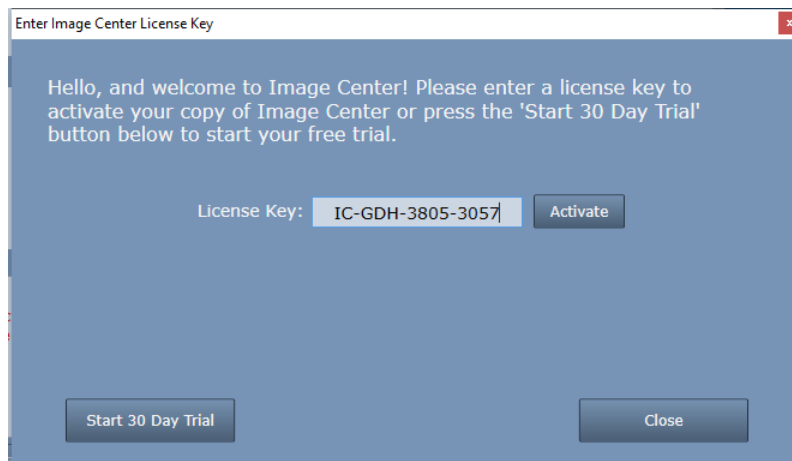 Enter Image Center License Key
Hello, and welcome to Image Center! Please enter a license key to
activate your copy of Image Center or press the 'Start 30 Day Trial'
button below to start your free trial.
License Key: IC-GDH-3805-3057 Activate
Start 30 Day Trial Close